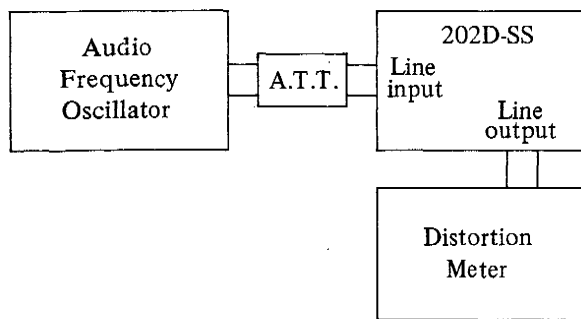 Audio
Frequency
Oscillator
A.T.T.
202D-SS
Line
input
Line
output
Distortion
Meter